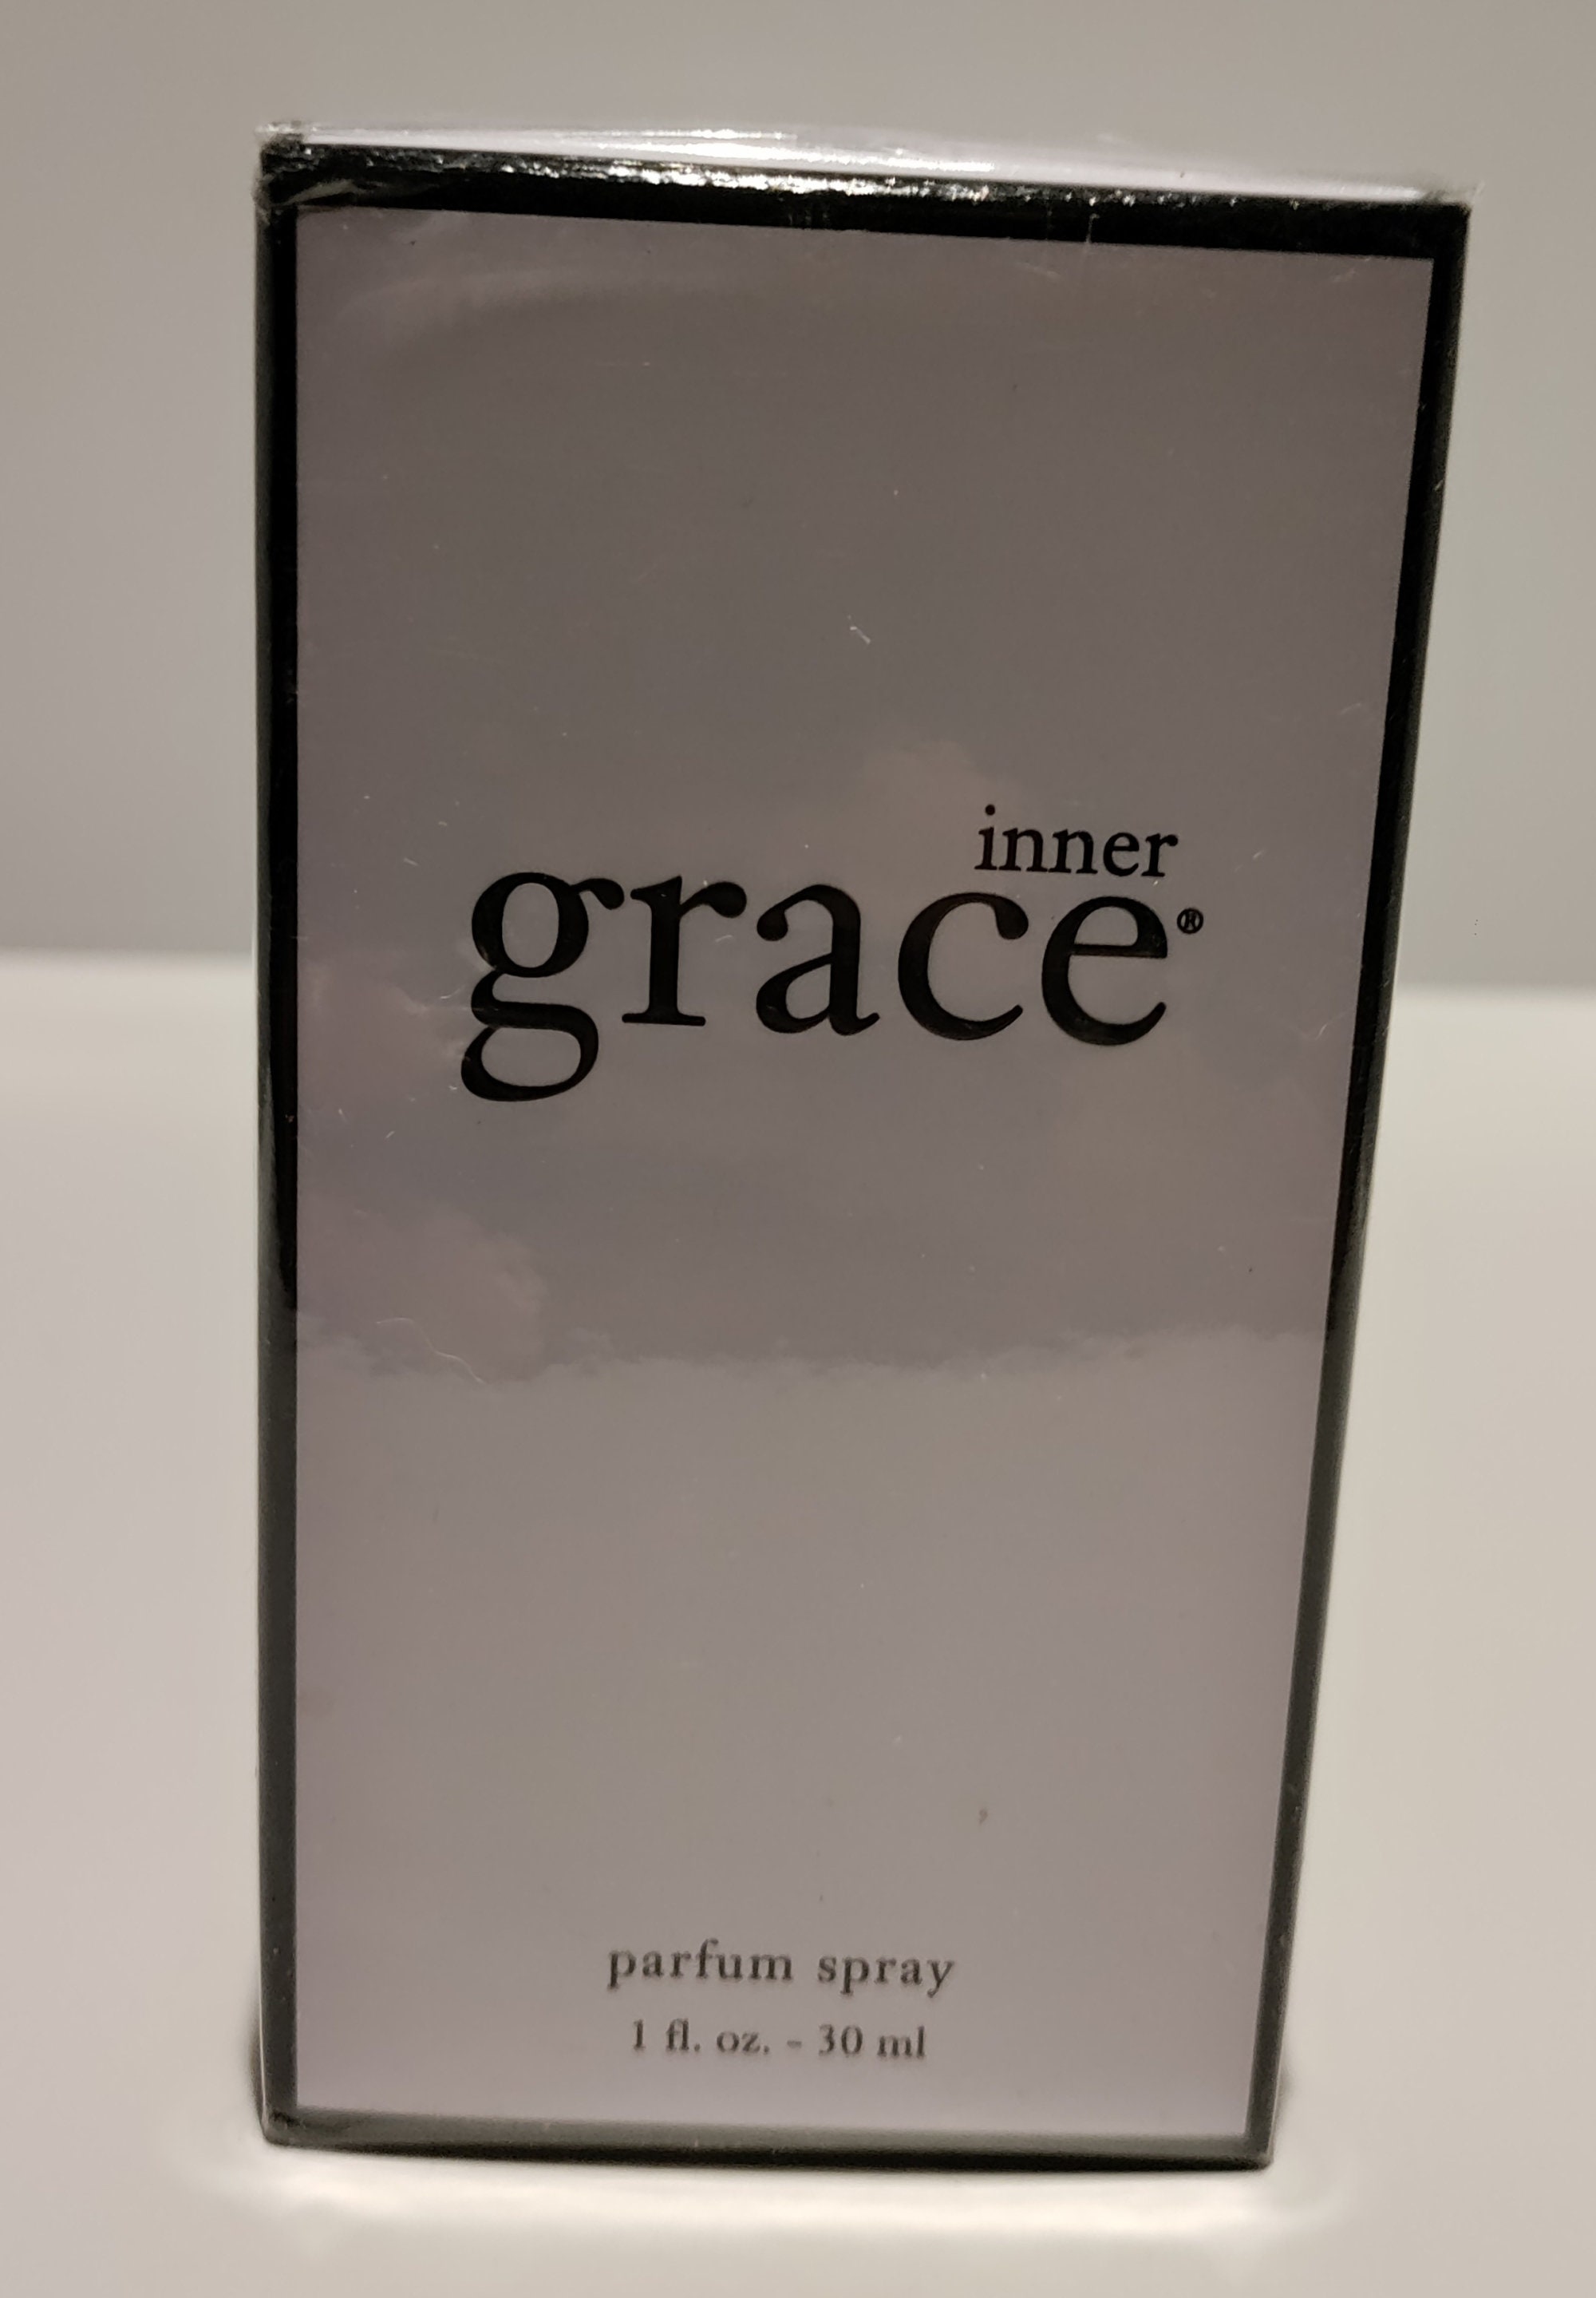 inner
grace®
parfum spray
1 fl. oz. - 30 ml